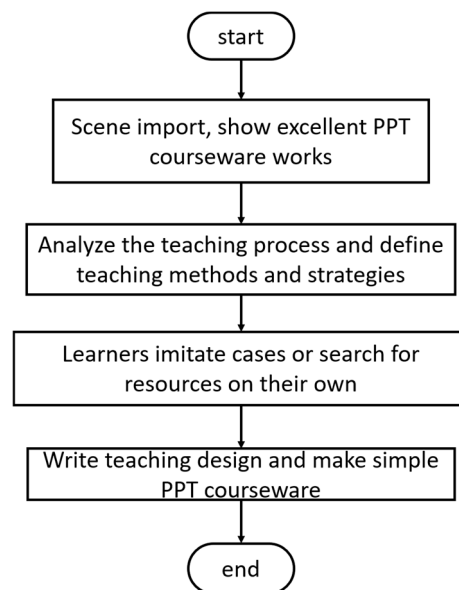 start
Scene import, show excellent PPT
courseware works
Analyze the teaching process and define
teaching methods and strategies
Learners imitate cases or search for
resources on their own
Write teaching design and make simple
PPT courseware
end